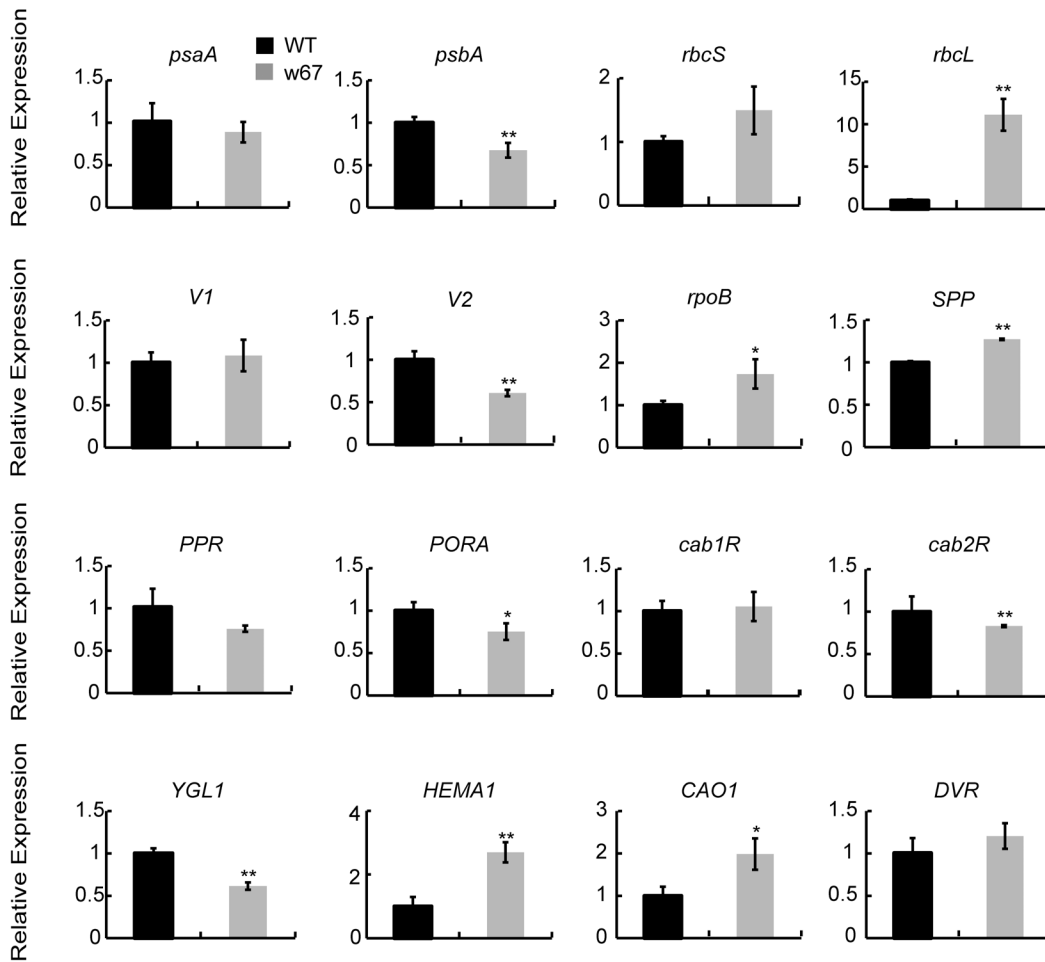 WT
w67
psaA psbA rbcS rbcL
Relative Expression
1.5 1.5 2 15
1 1 ** 1 10 **
0.5 0.5 5
0 0 0 0
V1 V2 rpoB SPP
Relative Expression
1.5 1.5 3 1.5
1 1 ** 2 * 1 **
0.5 0.5 1 0.5
0 0 0 0
PPR PORA cab1R cab2R
Relative Expression
1.5 1.5 1.5 1.5
1 1 * 1 1 **
0.5 0.5 0.5 0.5
0 0 0 0
YGL1 HEMA1 CAO1 DVR
Relative Expression
1.5 4 3 1.5
1 ** 2 ** 2 * 1
0.5 1 0.5
0 0 0 0